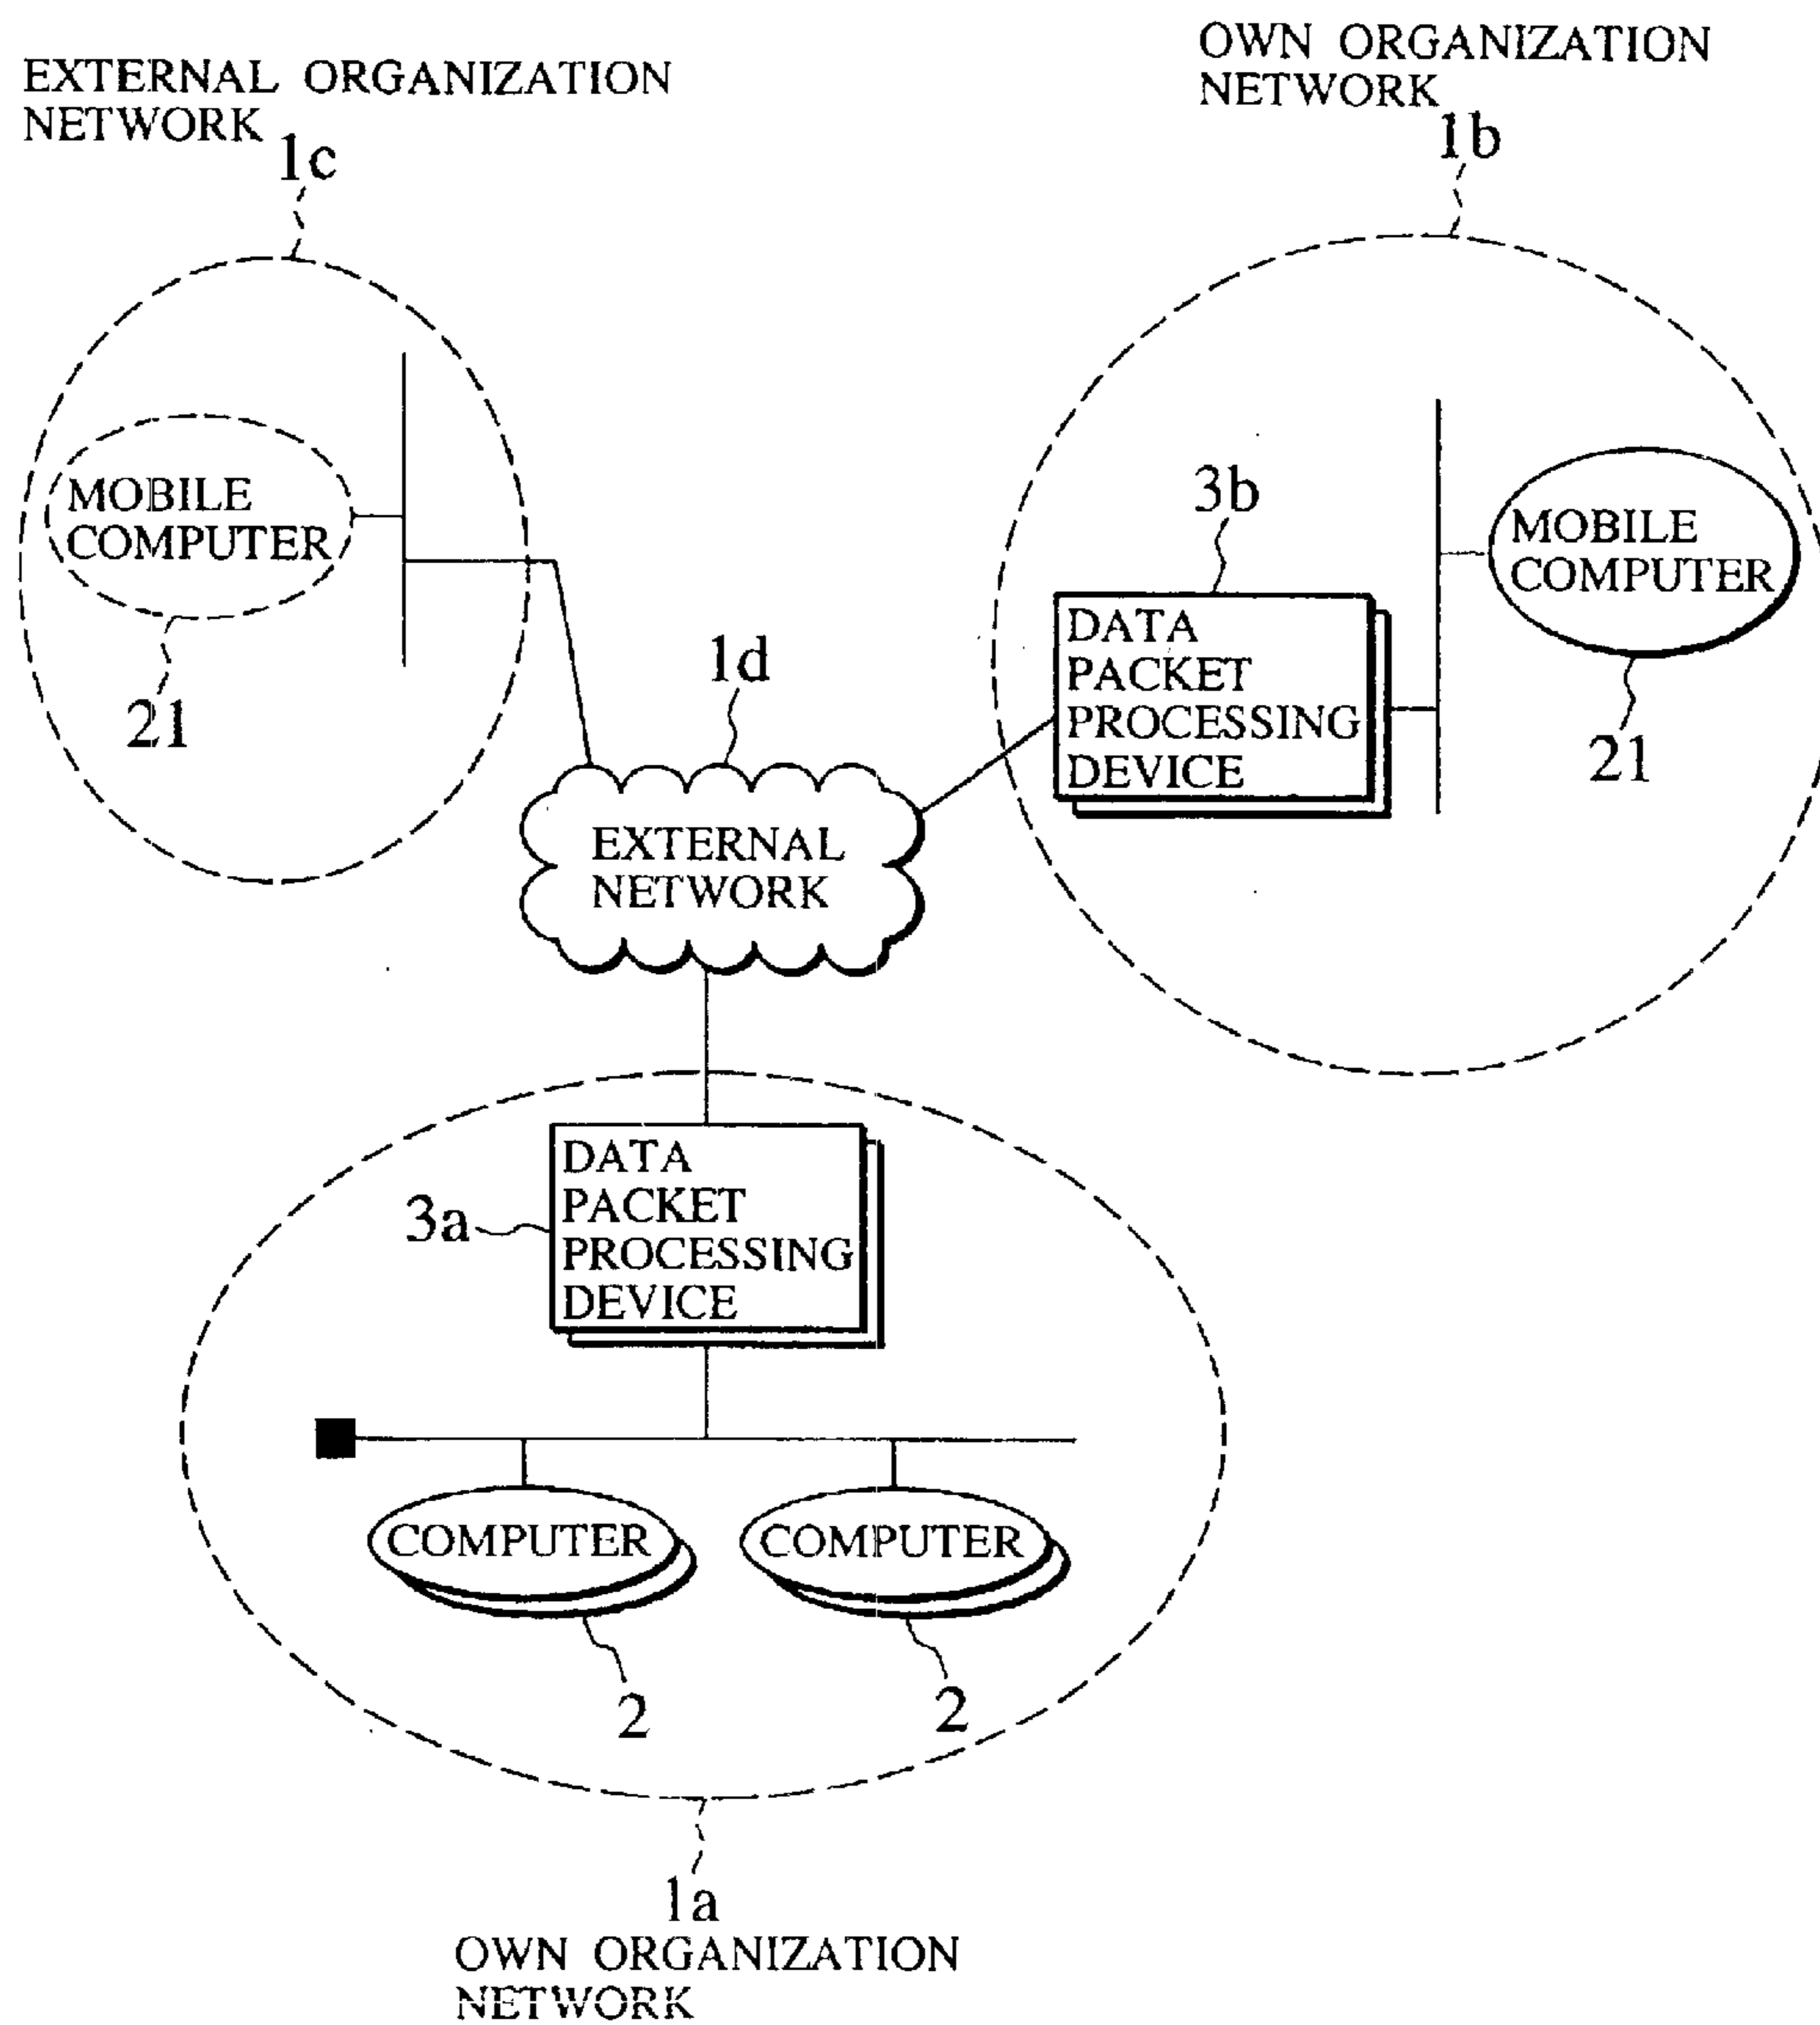 EXTERNAL ORGANIZATION
NETWORK
1c
OWN ORGANIZATION
NETWORK
1b
MOBILE
COMPUTER
21
3b
DATA
PACKET
PROCESSING
DEVICE
MOBILE
COMPUTER
21
1d
EXTERNAL
NETWORK
3a
DATA
PACKET
PROCESSING
DEVICE
COMPUTER
COMPUTER
2
2
1a
OWN ORGANIZATION
NETWORK